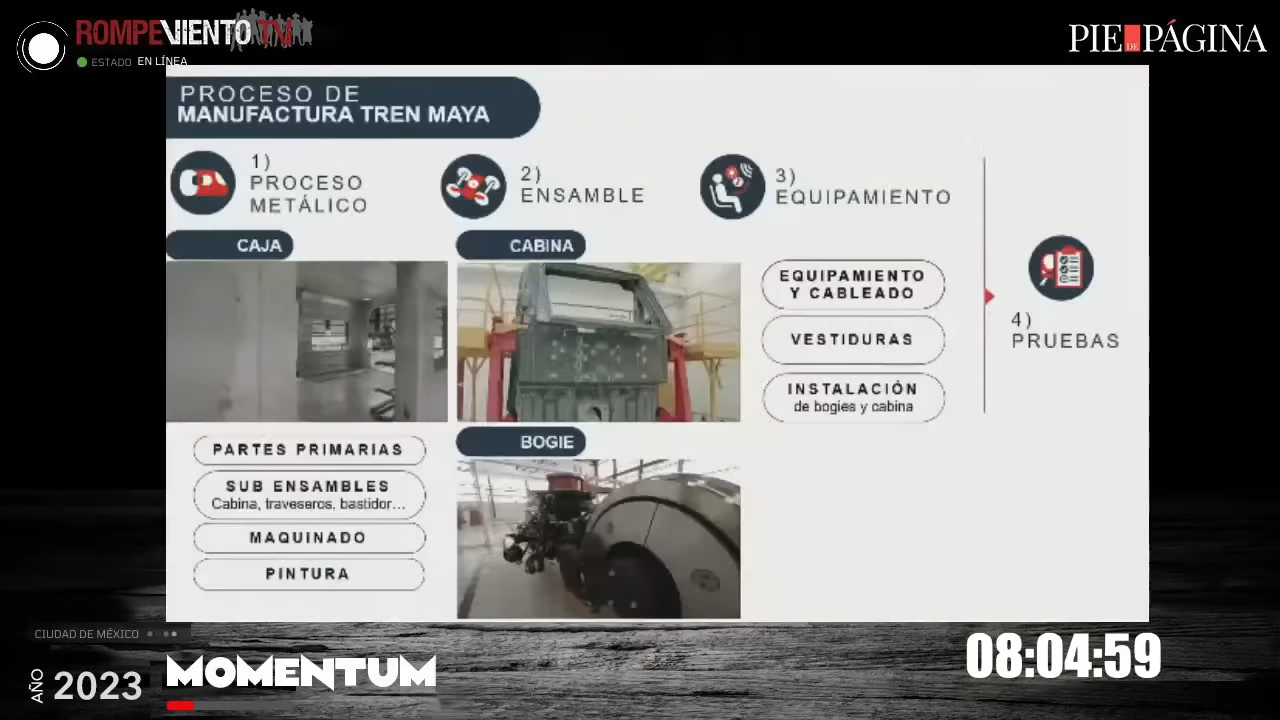 ROMPEVIENTO TV
ESTADO EN LÍNEA
PIE DE PÁGINA
PROCESO DE
MANUFACTURA TREN MAYA
1)
PROCESO
METÁLICO
2)
ENSAMBLE
3)
EQUIPAMIENTO
CAJA
CABINA
EQUIPAMIENTO
Y CABLEADO
VESTIDURAS
INSTALACIÓN
de bogies y cabina
4)
PRUEBAS
BOGIE
PARTES PRIMARIAS
SUB ENSAMBLES
Cabina, traveseros, bastidor...
MAQUINADO
PINTURA
CIUDAD DE MÉXICO
AÑO 2023
MOMENTUM
08:04:59